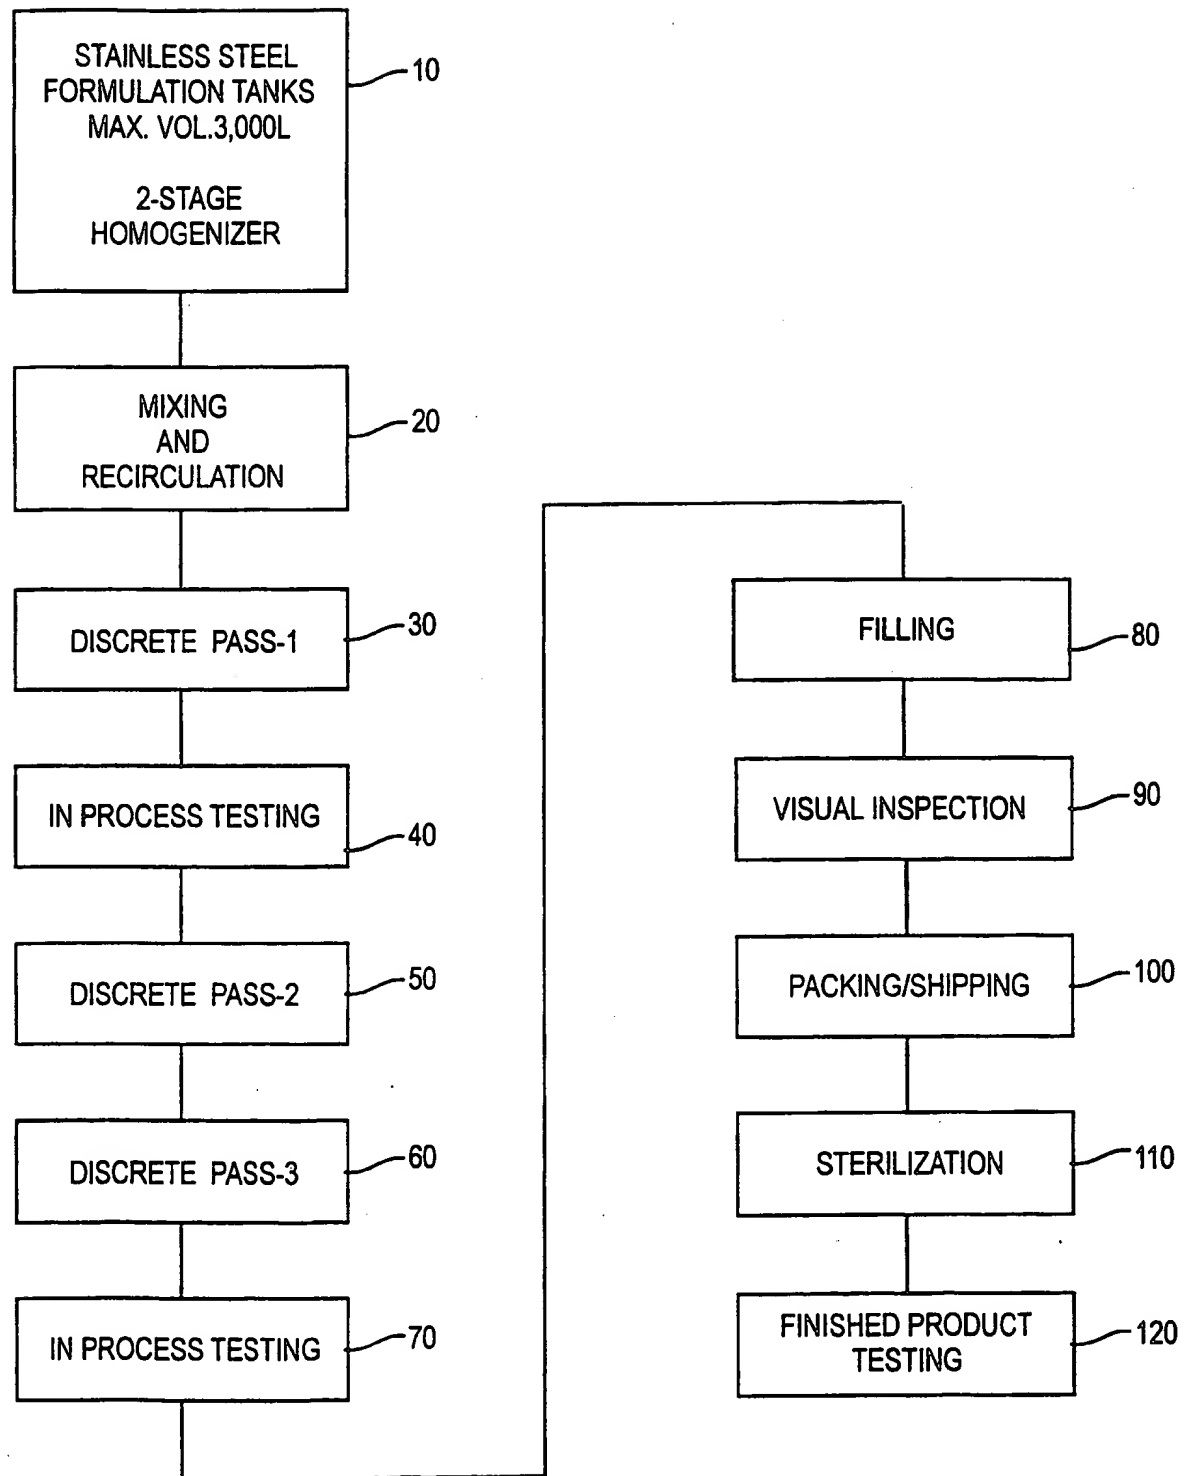 STAINLESS STEEL
FORMULATION TANKS
MAX. VOL.3,000L
2-STAGE
HOMOGENIZER
10
MIXING
AND
RECIRCULATION
20
DISCRETE PASS-1
30
IN PROCESS TESTING
40
DISCRETE PASS-2
50
DISCRETE PASS-3
60
IN PROCESS TESTING
70
FILLING
80
VISUAL INSPECTION
90
PACKING/SHIPPING
100
STERILIZATION
110
FINISHED PRODUCT
TESTING
120